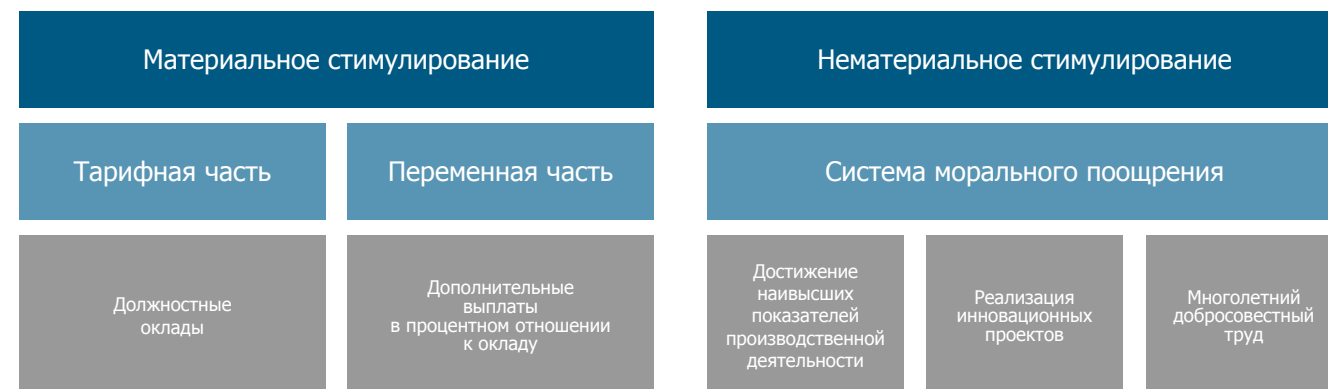 Материальное стимулирование
Нематериальное стимулирование
Тарифная часть
Переменная часть
Система морального поощрения
Должностные
оклады
Дополнительные
выплаты
в процентном отношении
к окладу
Достижение
наивысших
показателей
производственной
деятельности
Реализация
инновационных
проектов
Многолетний
добросовестный
труд